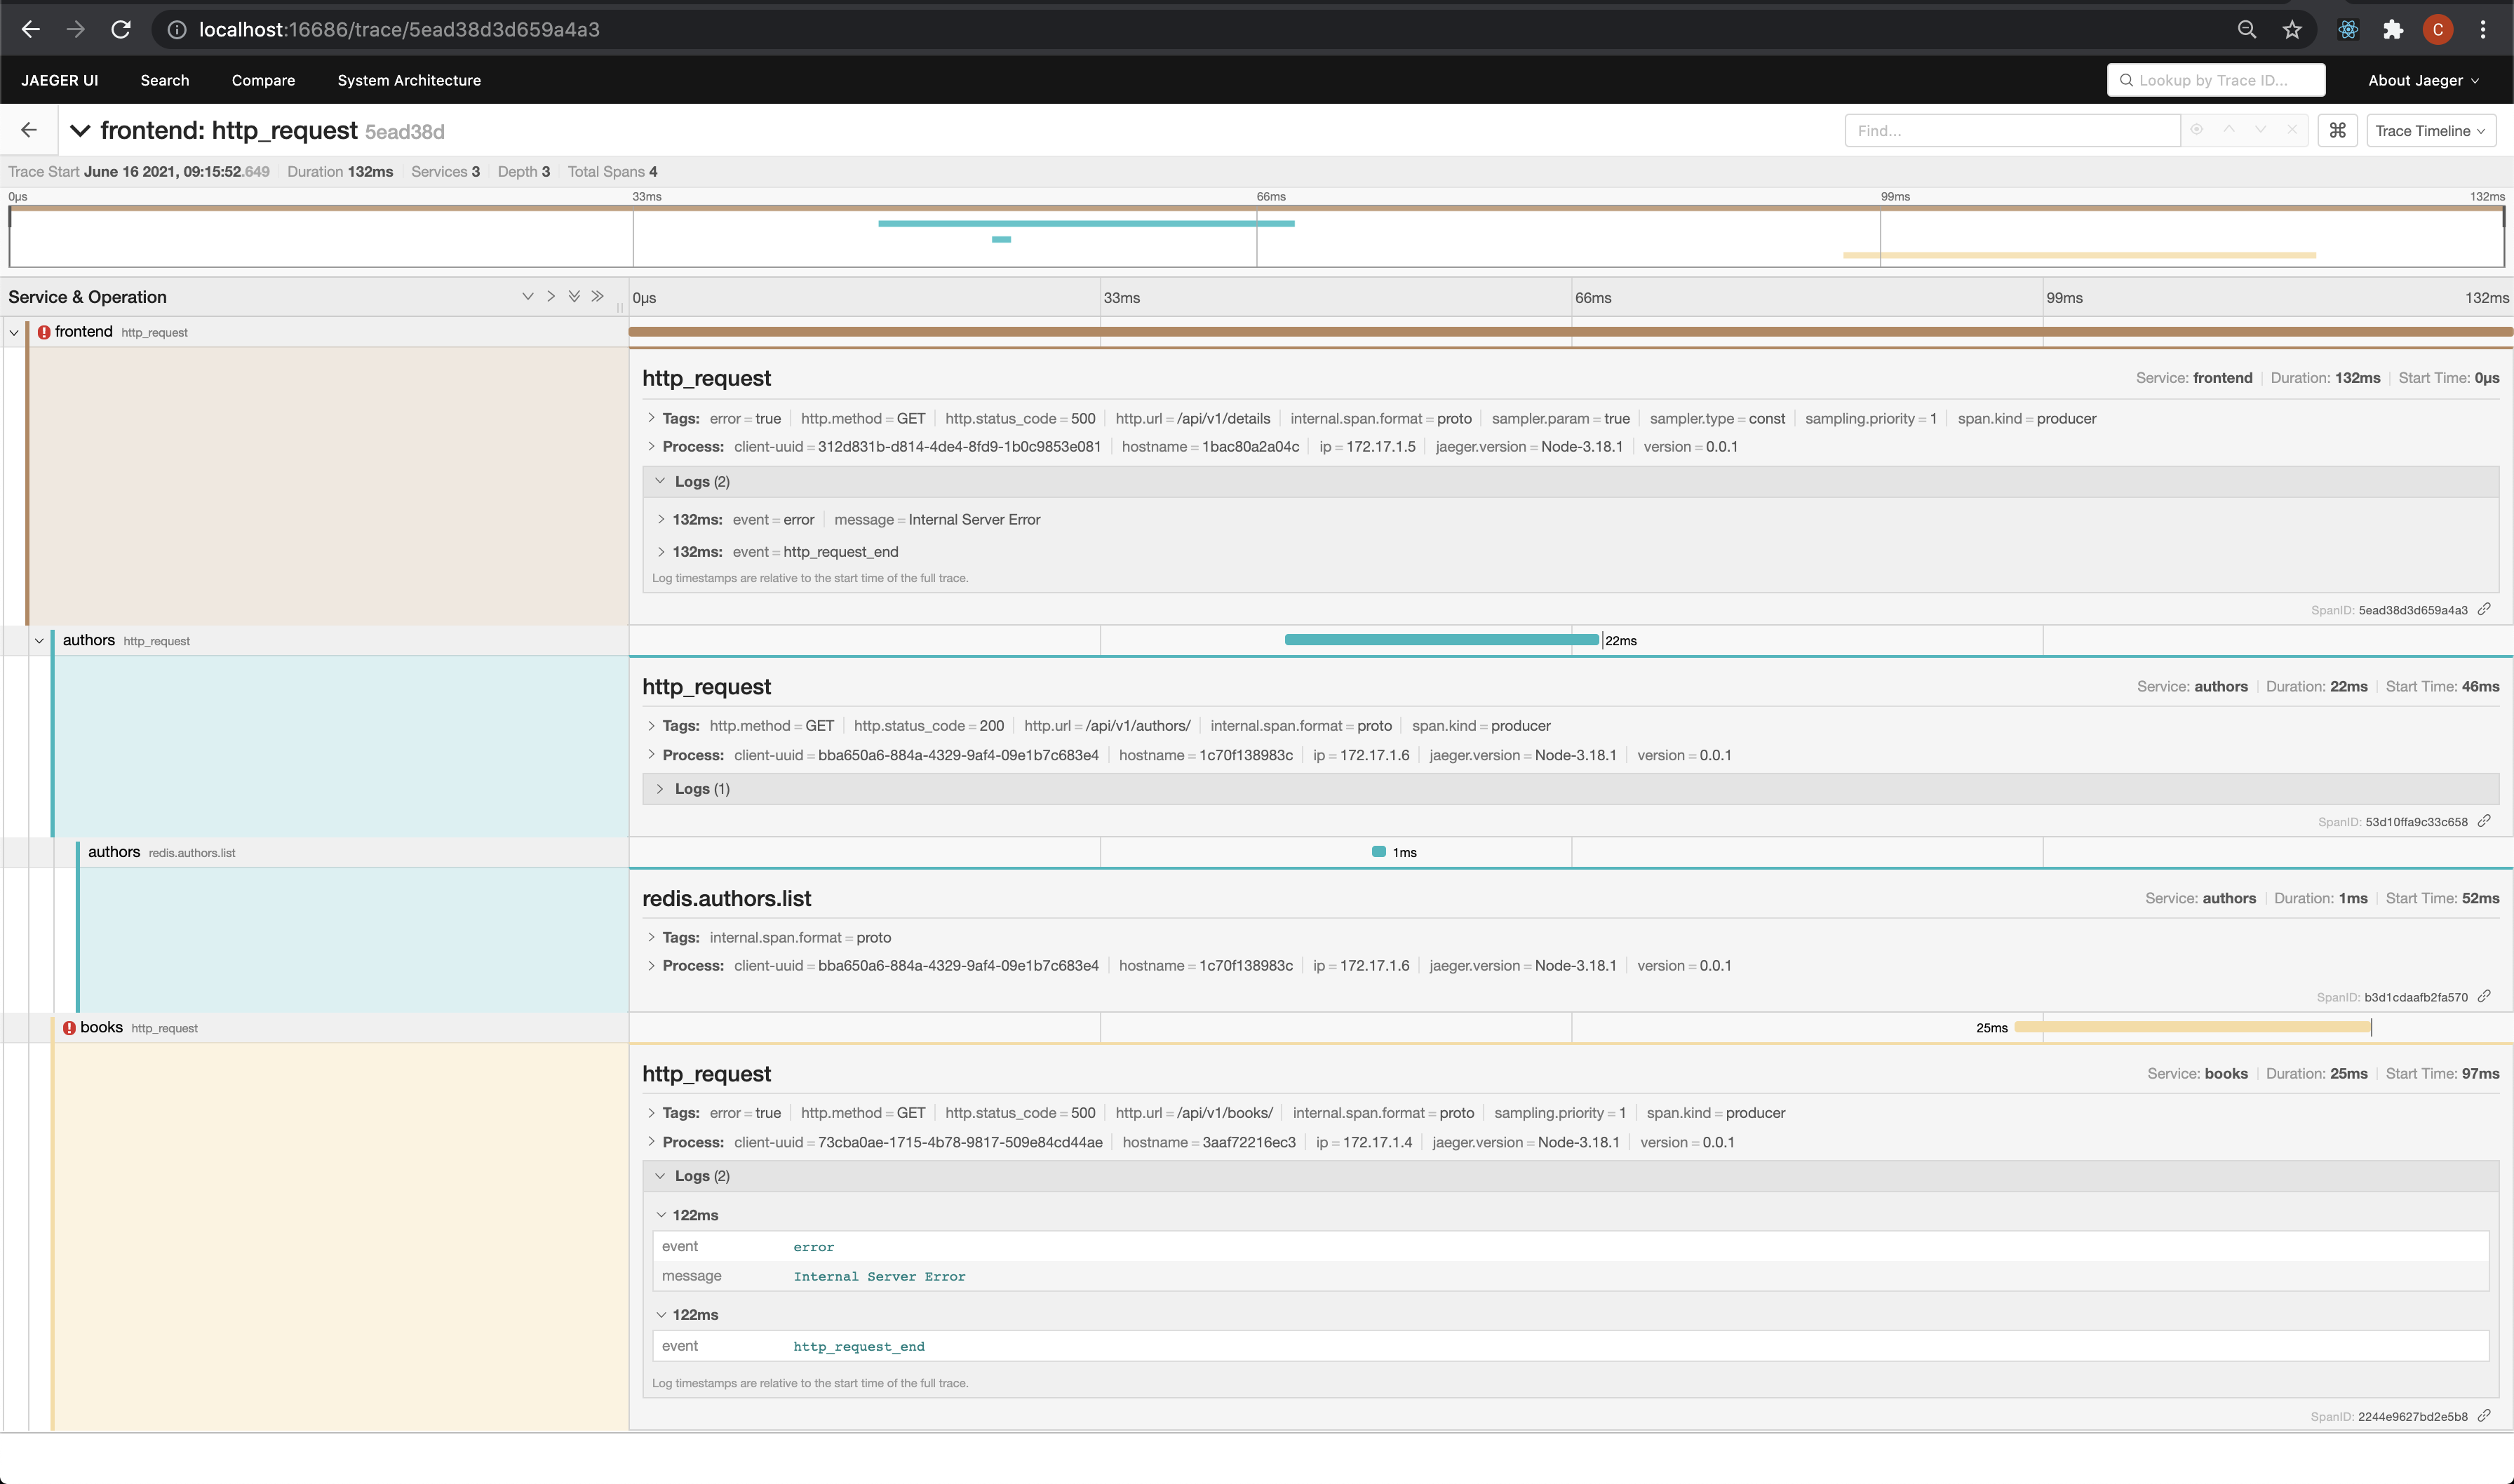 localhost:16686/trace/5ead38d3d659a4a3
C
JAEGER UI Search Compare System Architecture Lookup by Trace ID... About Jaeger
frontend: http_request 5ead38d Find... ⌘ Trace Timeline
Trace Start June 16 2021, 09:15:52.649 Duration 132ms Services 3 Depth 3 Total Spans 4
0μs 33ms 66ms 99ms 132ms
Service & Operation 0μs 33ms 66ms 99ms 132ms
frontend http_request
http_request Service: frontend Duration: 132ms Start Time: 0μs
Tags: error = true http.method = GET http.status_code = 500 http.url = /api/v1/details internal.span.format = proto sampler.param = true sampler.type = const sampling.priority = 1 span.kind = producer
Process: client-uuid = 312d831b-d814-4de4-8fd9-1b0c9853e081 hostname = 1bac80a2a04c ip = 172.17.1.5 jaeger.version = Node-3.18.1 version = 0.0.1
Logs (2)
132ms: event = error message = Internal Server Error
132ms: event = http_request_end
Log timestamps are relative to the start time of the full trace.
SpanID: 5ead38d3d659a4a3
authors http_request 22ms
http_request Service: authors Duration: 22ms Start Time: 46ms
Tags: http.method = GET http.status_code = 200 http.url = /api/v1/authors/ internal.span.format = proto span.kind = producer
Process: client-uuid = bba650a6-884a-4329-9af4-09e1b7c683e4 hostname = 1c70f138983c ip = 172.17.1.6 jaeger.version = Node-3.18.1 version = 0.0.1
Logs (1)
SpanID: 53d10ffa9c33c658
authors redis.authors.list 1ms
redis.authors.list Service: authors Duration: 1ms Start Time: 52ms
Tags: internal.span.format = proto
Process: client-uuid = bba650a6-884a-4329-9af4-09e1b7c683e4 hostname = 1c70f138983c ip = 172.17.1.6 jaeger.version = Node-3.18.1 version = 0.0.1
SpanID: b3d1cdaafb2fa570
books http_request 25ms
http_request Service: books Duration: 25ms Start Time: 97ms
Tags: error = true http.method = GET http.status_code = 500 http.url = /api/v1/books/ internal.span.format = proto sampling.priority = 1 span.kind = producer
Process: client-uuid = 73cba0ae-1715-4b78-9817-509e84cd44ae hostname = 3aaf72216ec3 ip = 172.17.1.4 jaeger.version = Node-3.18.1 version = 0.0.1
Logs (2)
122ms
event error
message Internal Server Error
122ms
event http_request_end
Log timestamps are relative to the start time of the full trace.
SpanID: 2244e9627bd2e5b8